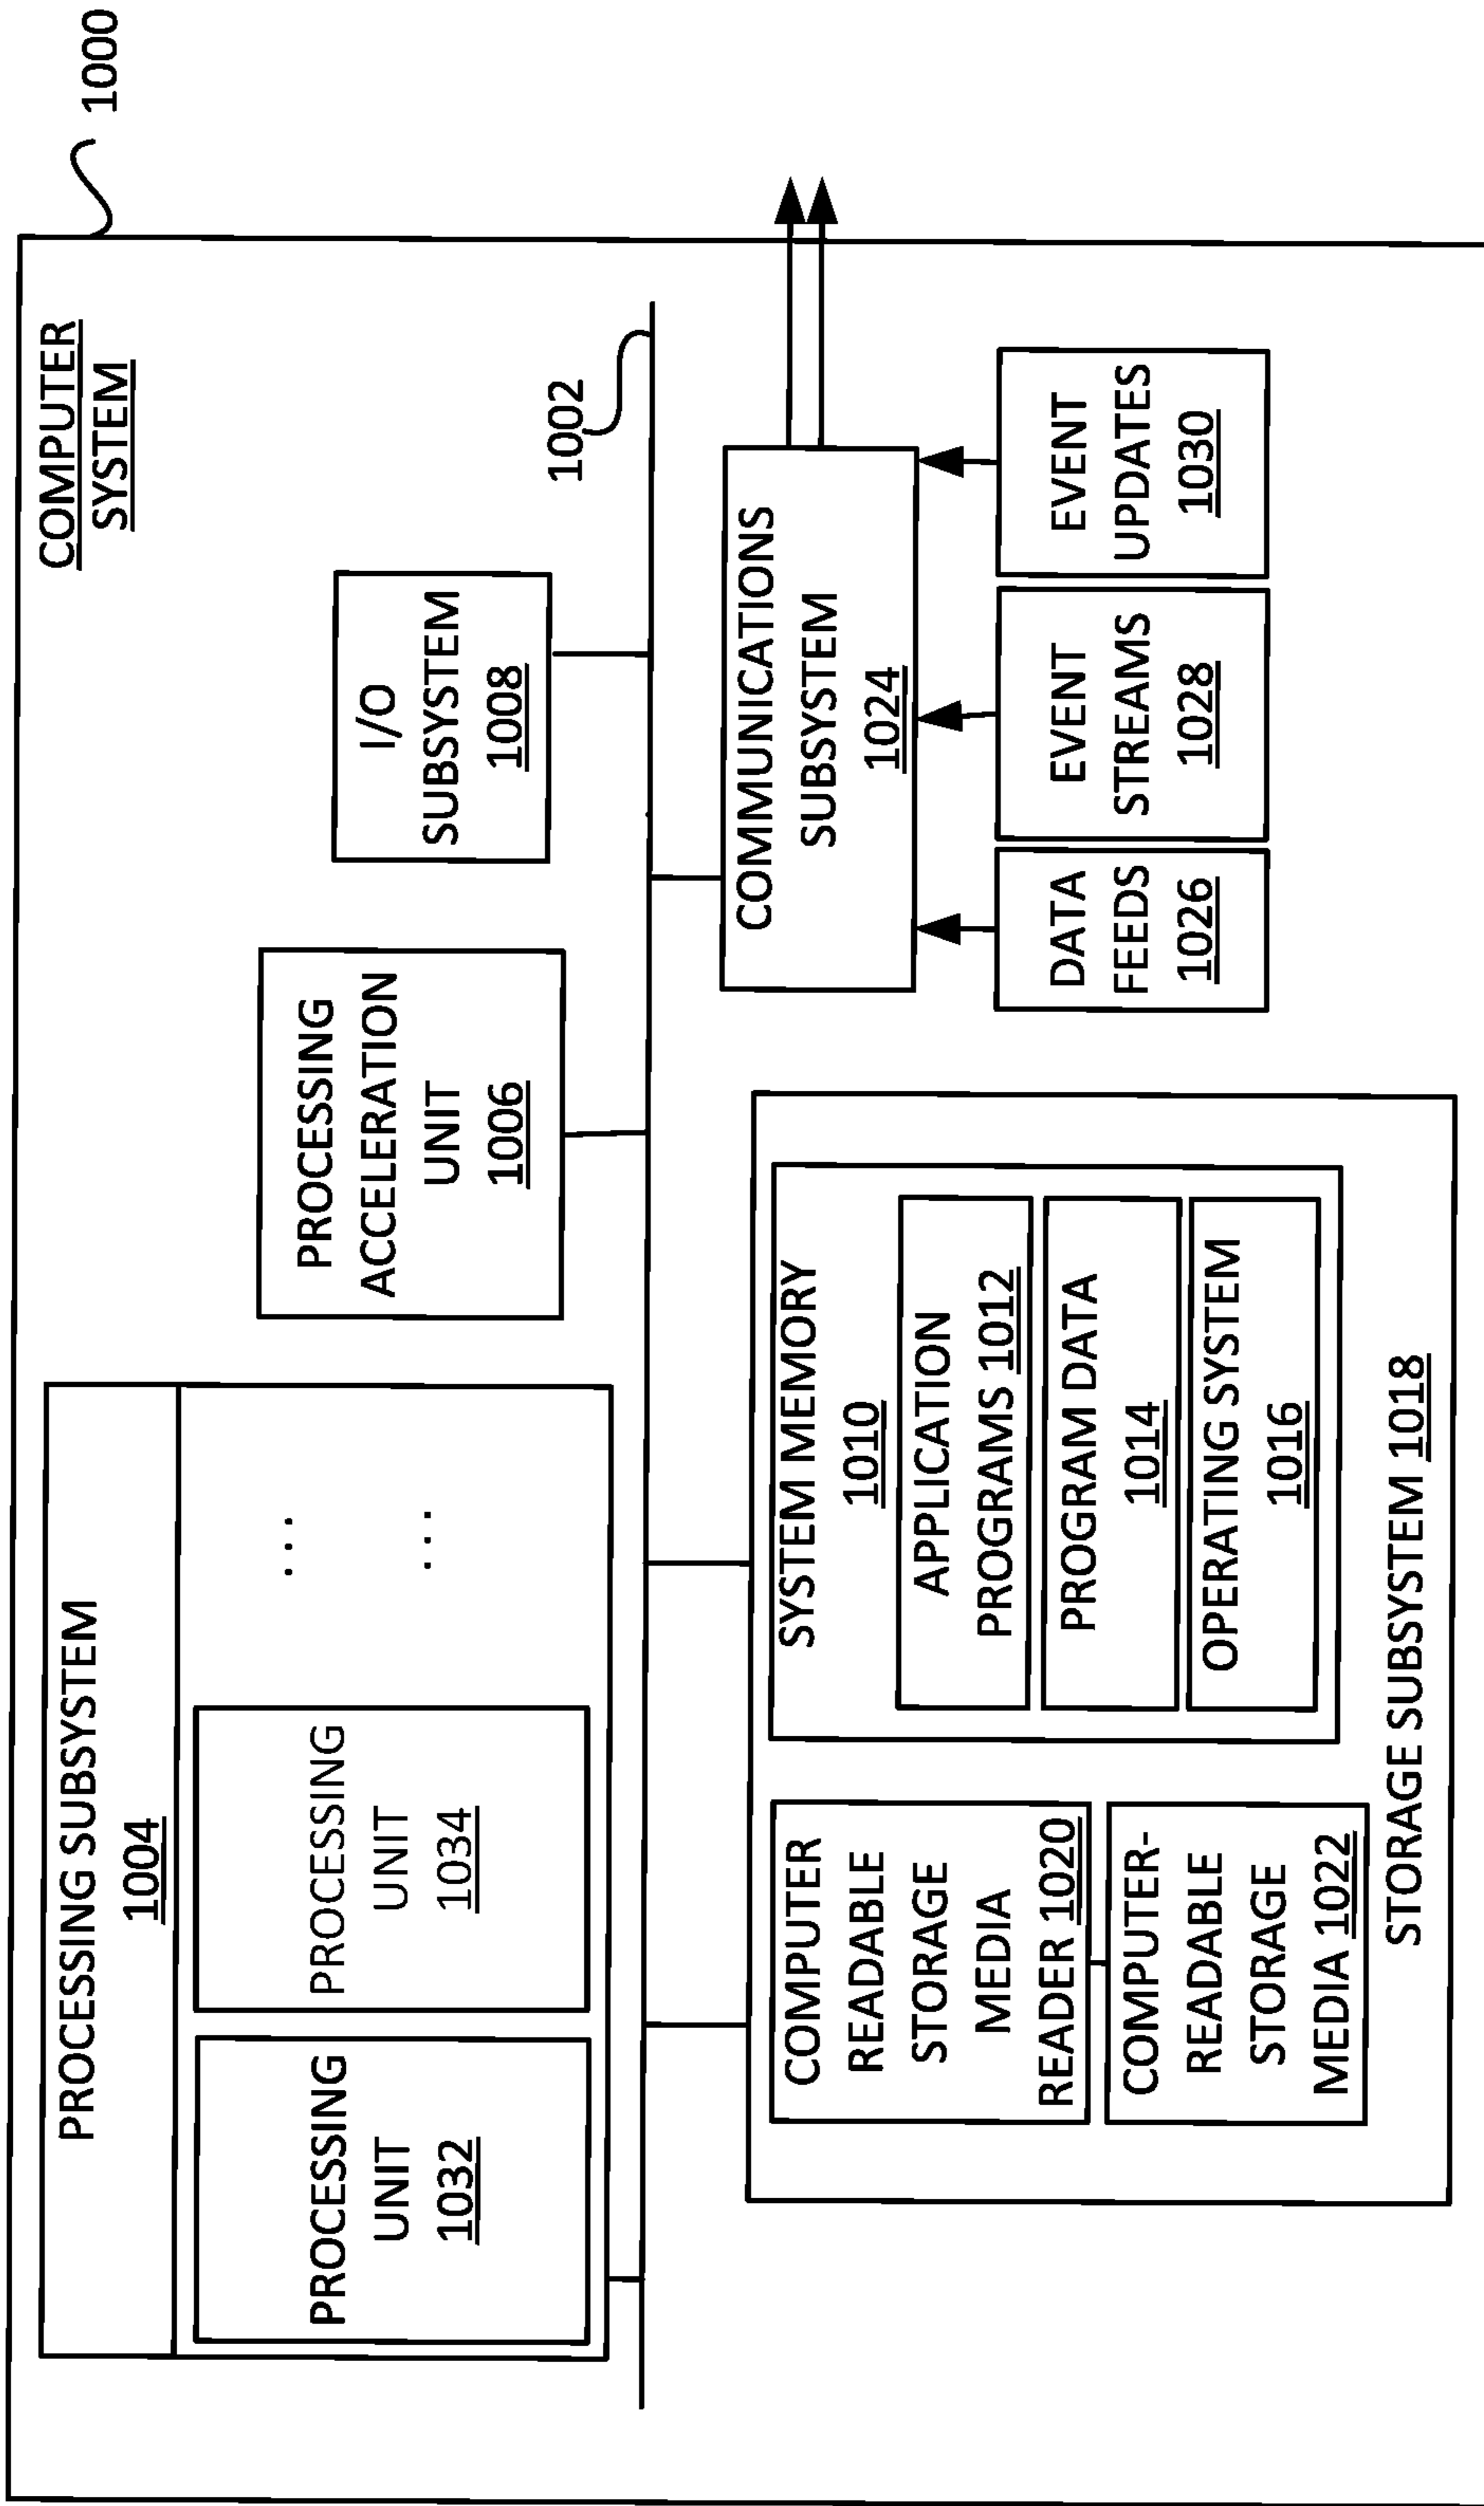 1000
COMPUTER
SYSTEM
PROCESSING SUBSYSTEM
1004
PROCESSING
UNIT
1032
PROCESSING
UNIT
1034
...
...
PROCESSING
ACCELERATION
UNIT
1006
I/O
SUBSYSTEM
1008
1002
COMPUTER
READABLE
STORAGE
MEDIA
READER 1020
COMPUTER-
READABLE
STORAGE
MEDIA 1022
SYSTEM MEMORY
1010
APPLICATION
PROGRAMS 1012
PROGRAM DATA
1014
OPERATING SYSTEM
1016
STORAGE SUBSYSTEM 1018
COMMUNICATIONS
SUBSYSTEM
1024
DATA
FEEDS
1026
EVENT
STREAMS
1028
EVENT
UPDATES
1030